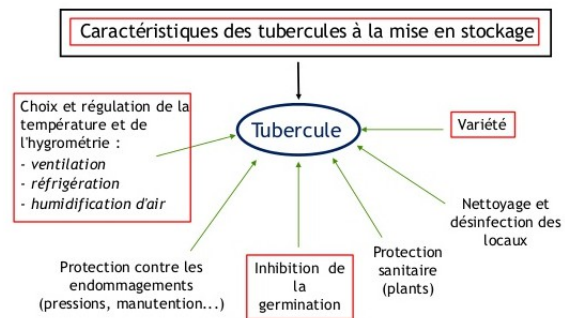 Caractéristiques des tubercules à la mise en stockage
Choix et régulation de la
température et de
l'hygrométrie :
- ventilation
- réfrigération
- humidification d'air
Tubercule
Variété
Nettoyage et
désinfection des
locaux
Protection
sanitaire
(plants)
Inhibition de
la
germination
Protection contre les
endommagements
(pressions, manutention...)